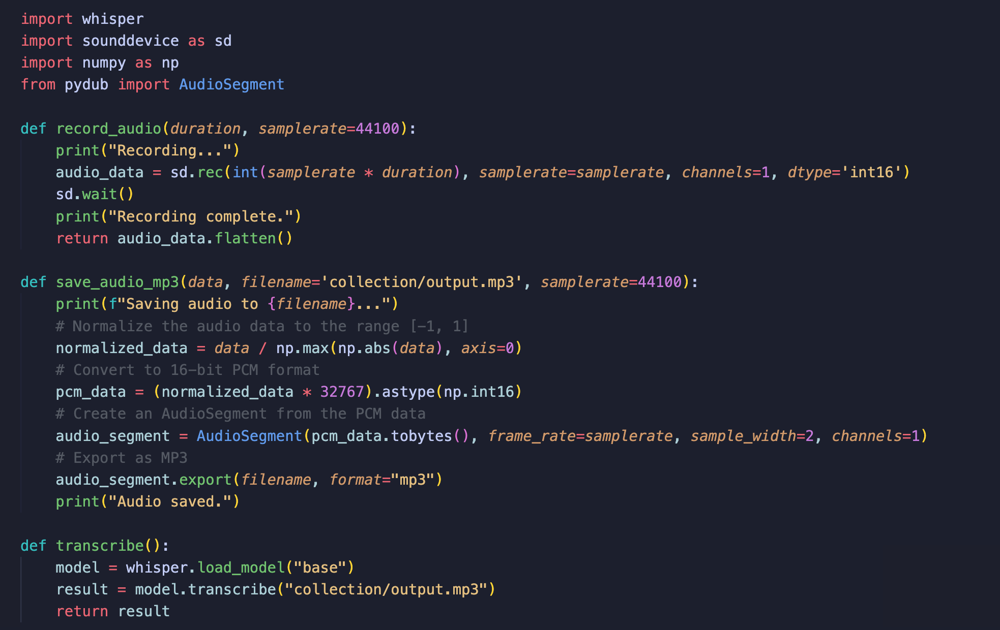 import whisper
import sounddevice as sd
import numpy as np
from pydub import AudioSegment

def record_audio(duration, samplerate=44100):
    print("Recording...")
    audio_data = sd.rec(int(samplerate * duration), samplerate=samplerate, channels=1, dtype='int16')
    sd.wait()
    print("Recording complete.")
    return audio_data.flatten()

def save_audio_mp3(data, filename='collection/output.mp3', samplerate=44100):
    print(f"Saving audio to {filename}...")
    # Normalize the audio data to the range [-1, 1]
    normalized_data = data / np.max(np.abs(data), axis=0)
    # Convert to 16-bit PCM format
    pcm_data = (normalized_data * 32767).astype(np.int16)
    # Create an AudioSegment from the PCM data
    audio_segment = AudioSegment(pcm_data.tobytes(), frame_rate=samplerate, sample_width=2, channels=1)
    # Export as MP3
    audio_segment.export(filename, format="mp3")
    print("Audio saved.")

def transcribe():
    model = whisper.load_model("base")
    result = model.transcribe("collection/output.mp3")
    return result